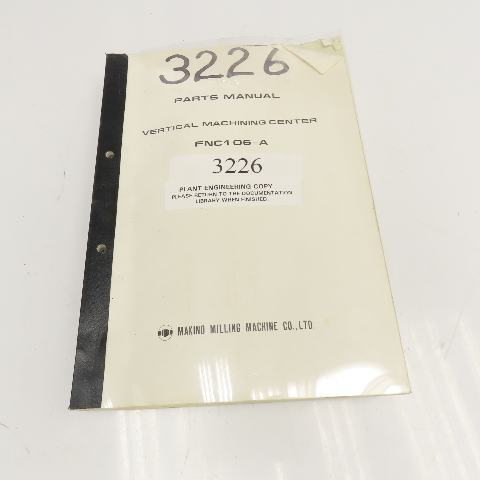 3226
PARTS MANUAL
VERTICAL MACHINING CENTER
FNC106-A
3226
PLANT ENGINEERING COPY
PLEASE RETURN TO THE DOCUMENTATION
LIBRARY WHEN FINISHED.
MAKINO MILLING MACHINE CO.,LTD.